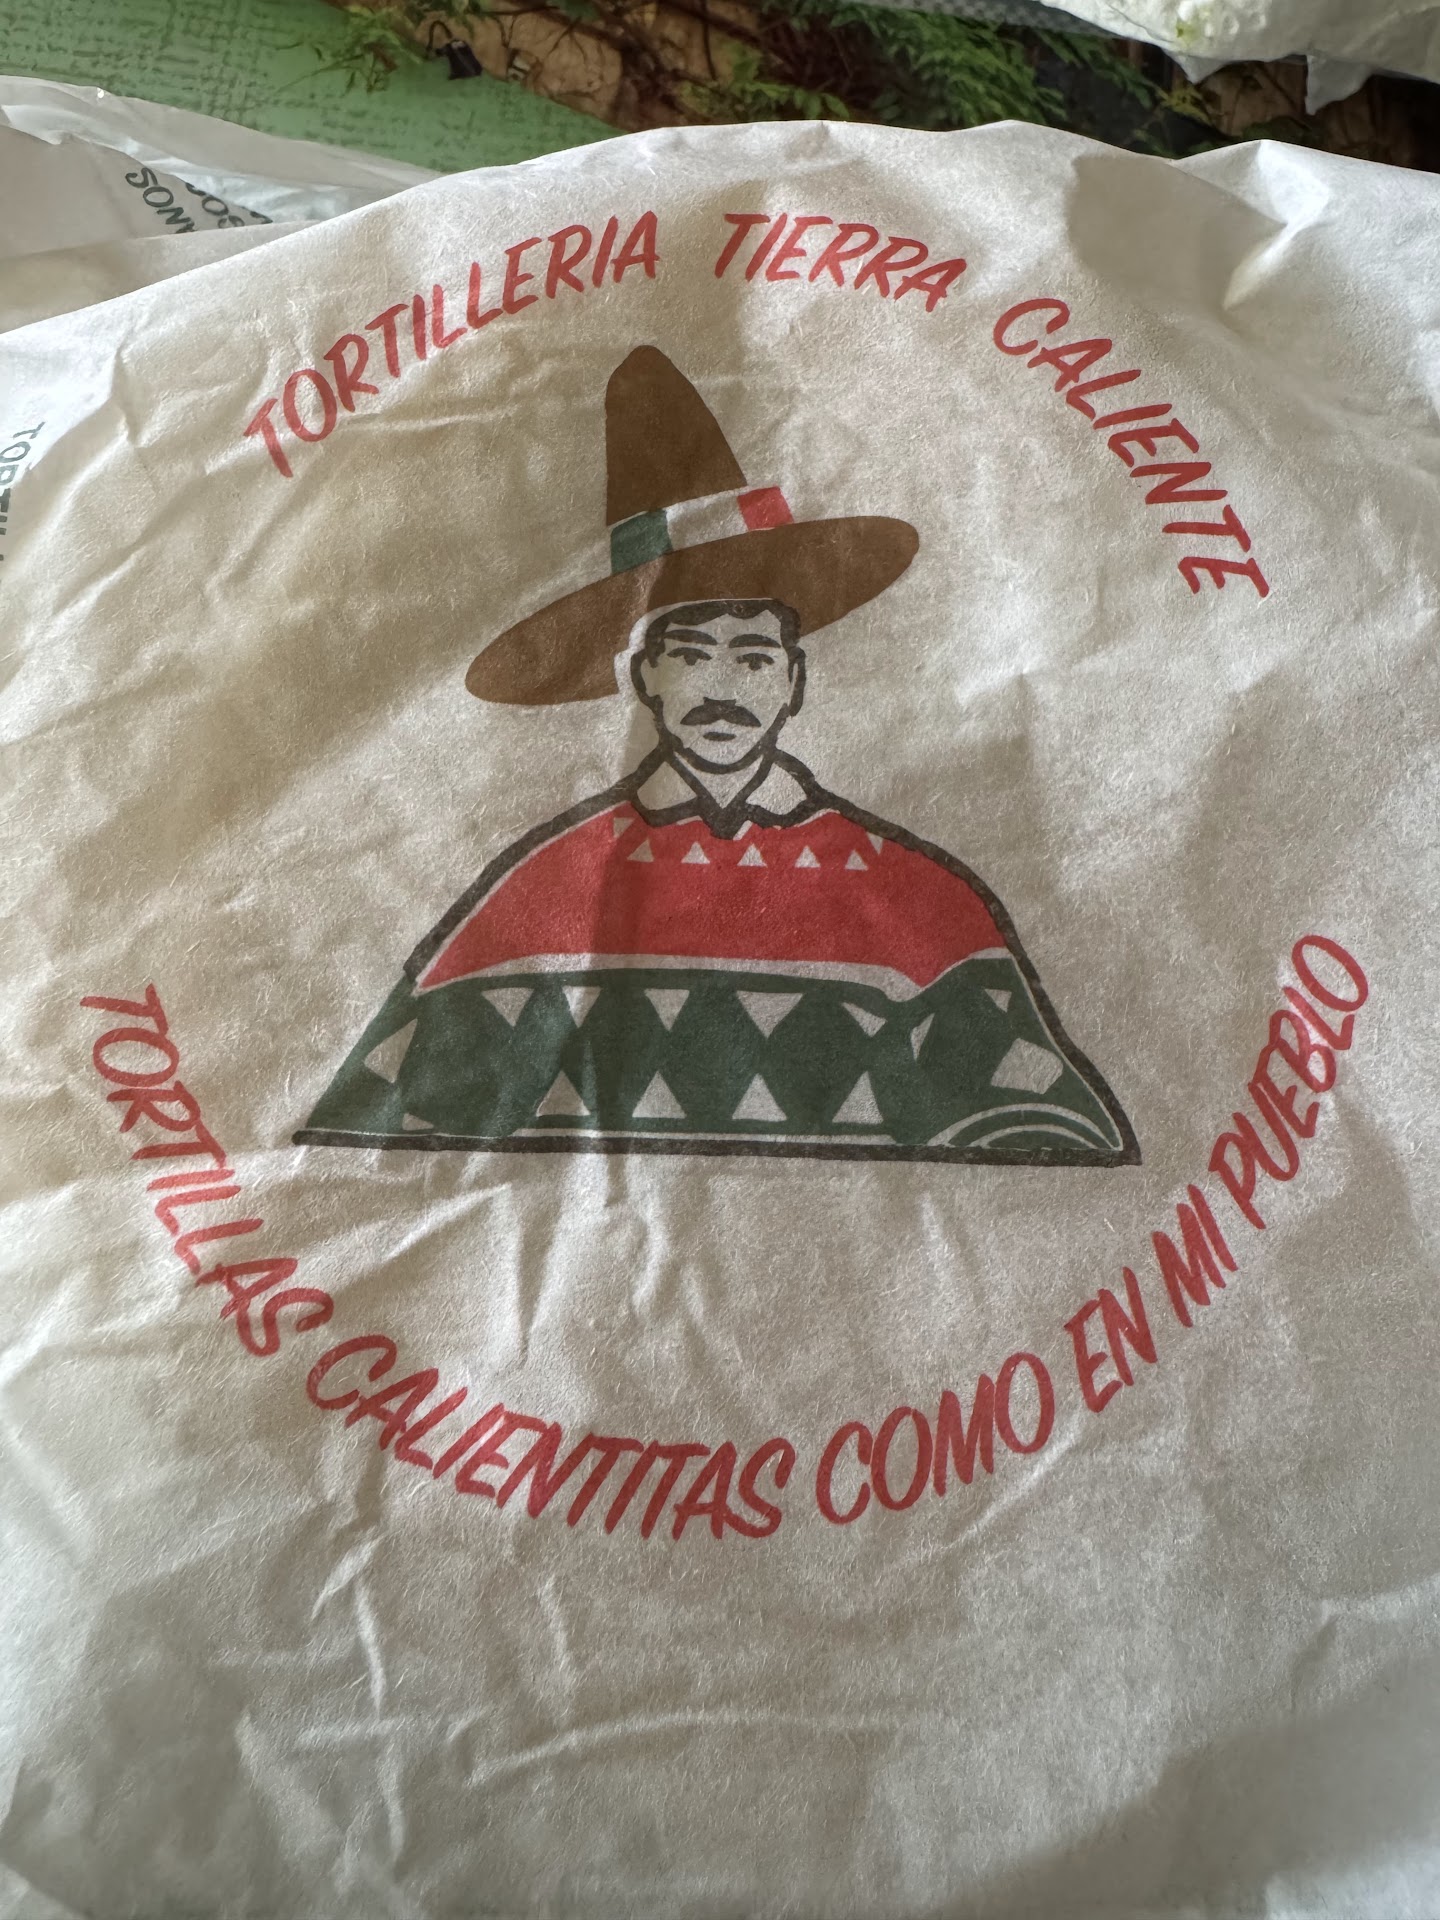 TORTILLERIA TIERRA CALIENTE
TORTILLAS CALIENTITAS COMO EN MI PUEBLO